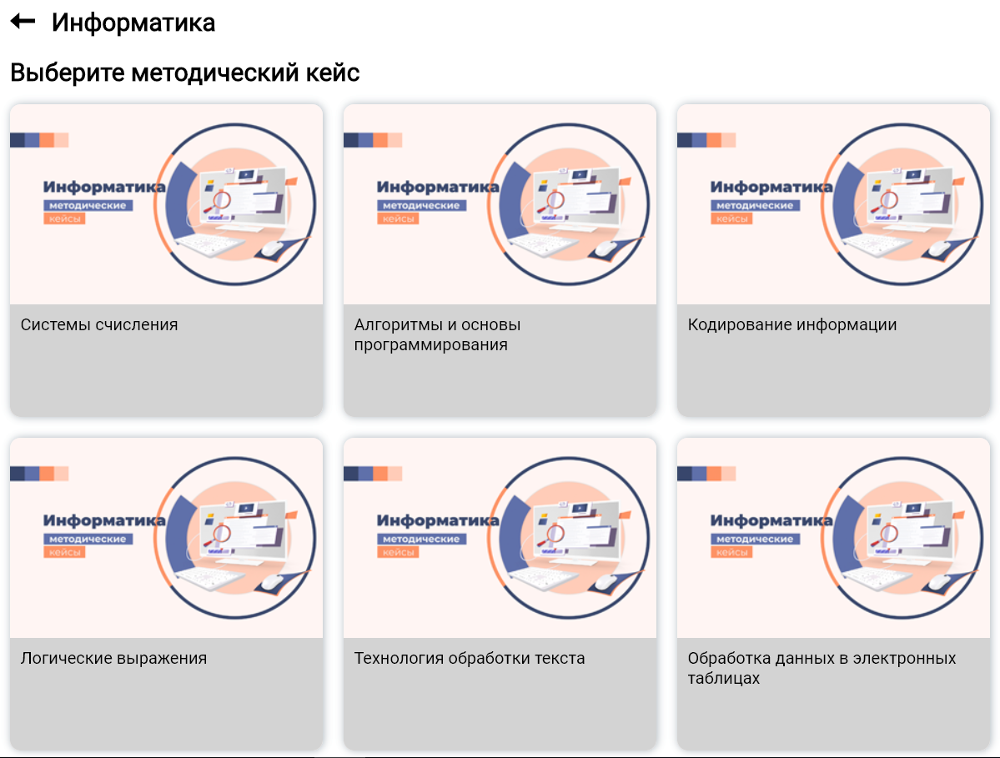 Информатика
Выберите методический кейс
Информатика
методические
кейсы
Системы счисления
Информатика
методические
кейсы
Алгоритмы и основы
программирования
Информатика
методические
кейсы
Кодирование информации
Информатика
методические
кейсы
Логические выражения
Информатика
методические
кейсы
Технология обработки текста
Информатика
методические
кейсы
Обработка данных в электронных
таблицах